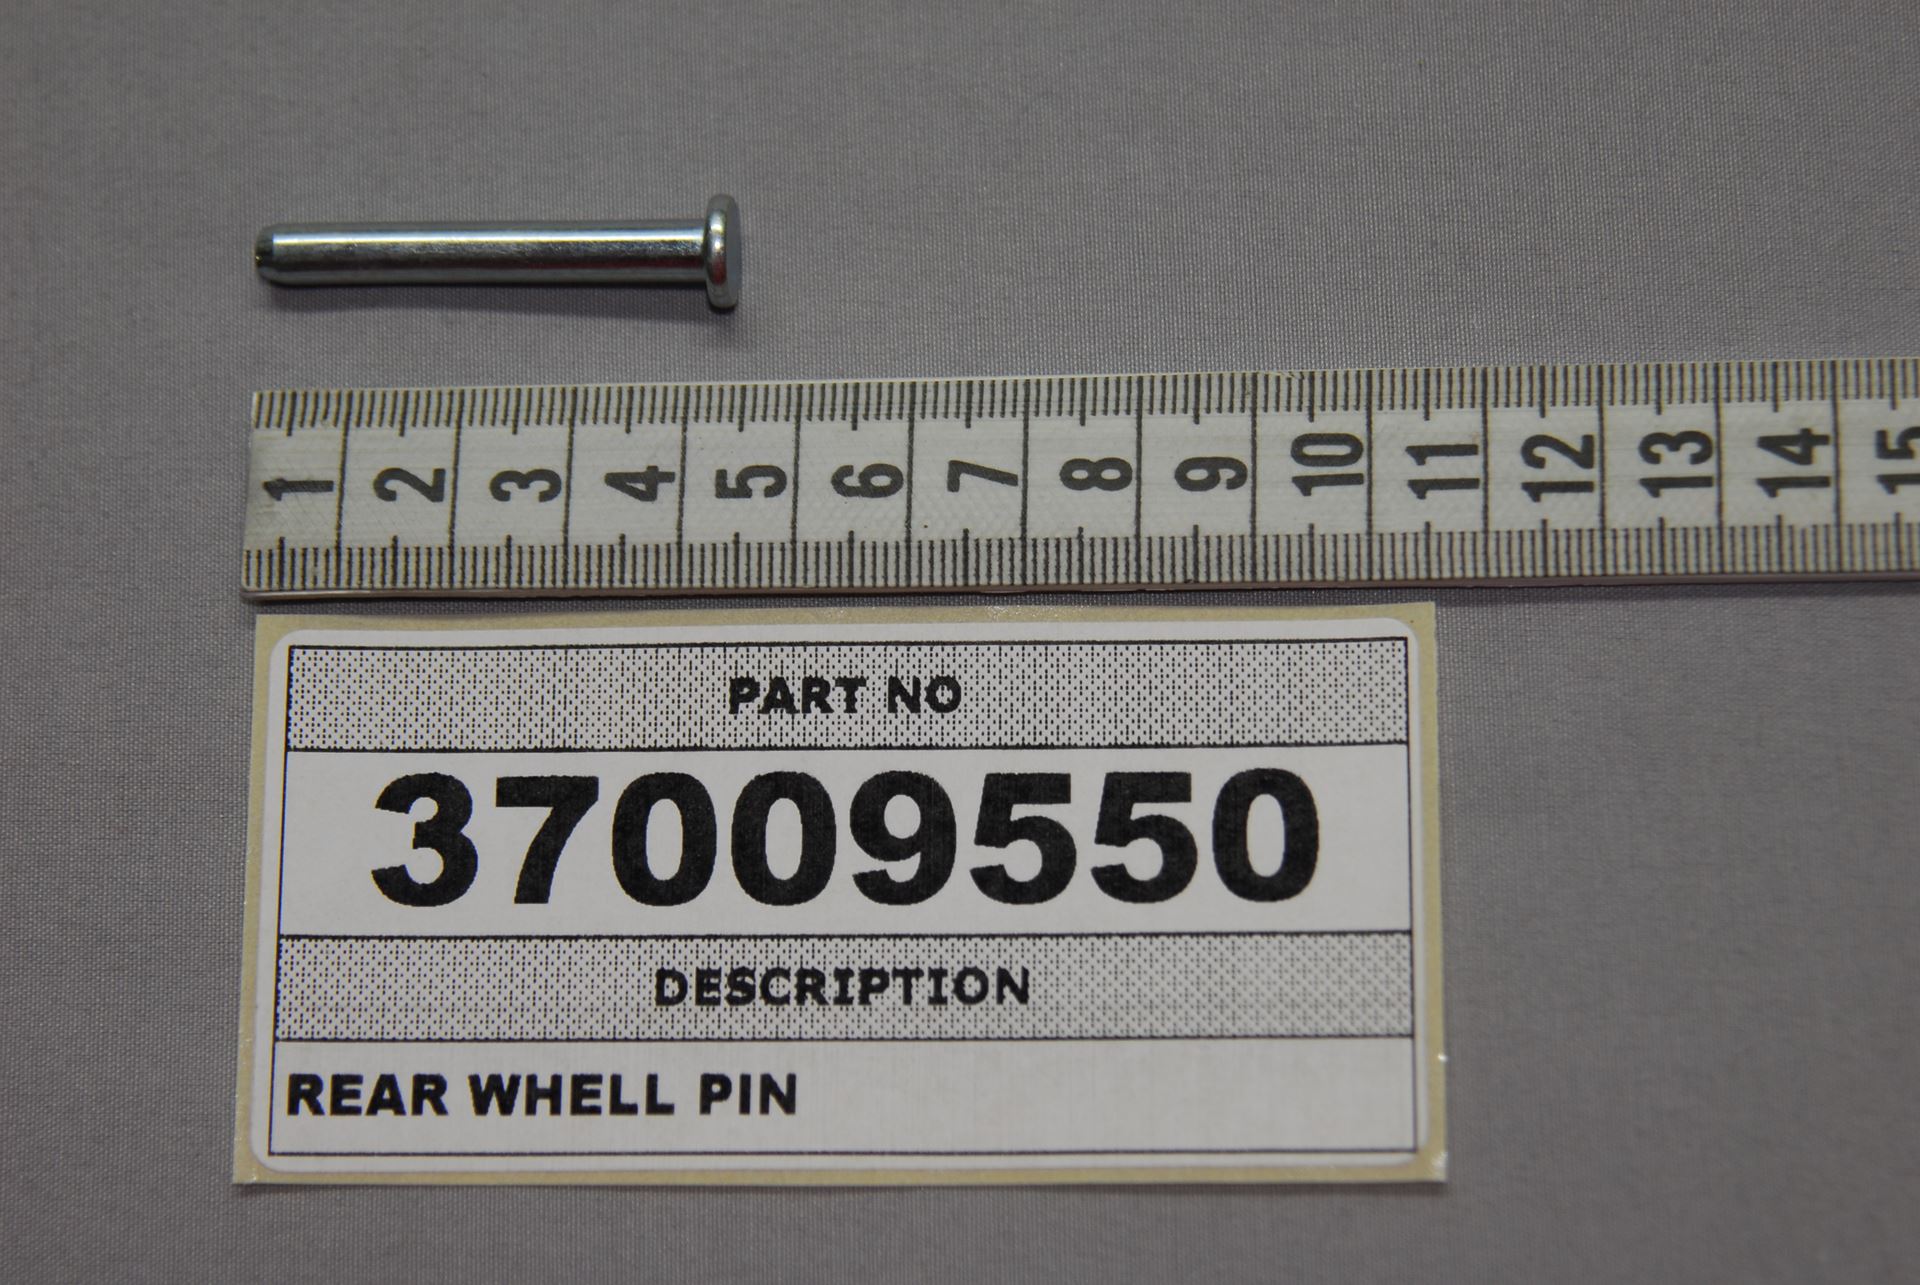 1 2 3 4 5 6 7 8 9 10 11 12 13 14 15
PART NO
37009550
DESCRIPTION
REAR WHELL PIN